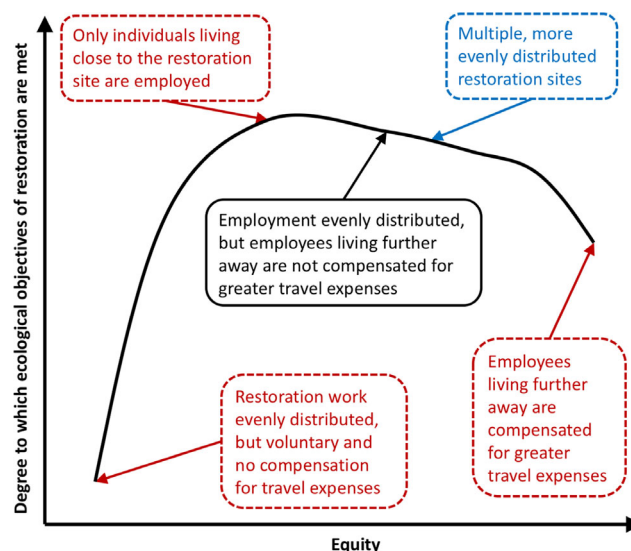 Degree to which ecological objectives of restoration are met
Only individuals living
close to the restoration
site are employed
Multiple, more
evenly distributed
restoration sites
Employment evenly distributed,
but employees living further
away are not compensated for
greater travel expenses
Restoration work
evenly distributed,
but voluntary and
no compensation
for travel expenses
Employees
living further
away are
compensated
for greater
travel expenses
Equity